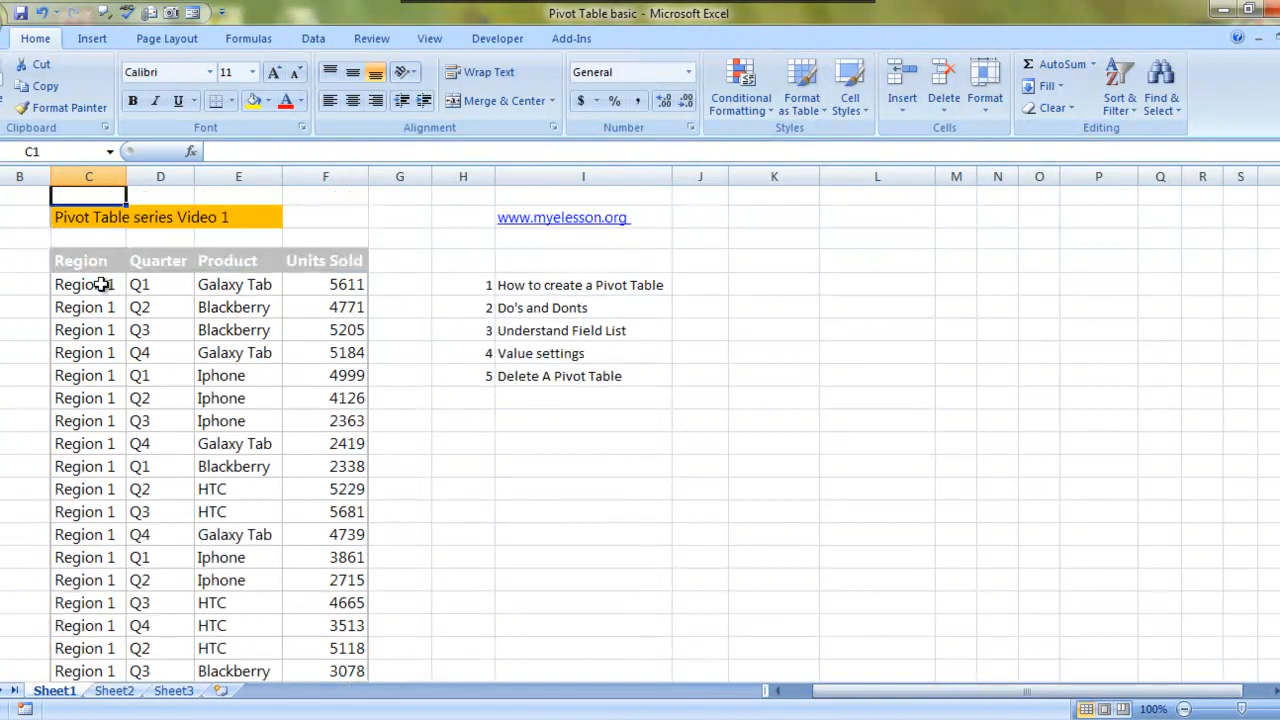 Pivot Table basic - Microsoft Excel
Home Insert Page Layout Formulas Data Review View Developer Add-Ins
Cut
Copy
Format Painter
Clipboard
Calibri 11
Font
Wrap Text
Merge & Center
Alignment
General
$ % ,
Number
Conditional Formatting
Format as Table
Cell Styles
Styles
Insert Delete Format
Cells
Σ AutoSum
Fill
Clear
Sort & Filter
Find & Select
Editing
C1 fx
B C D E F G H I J K L M N O P Q R S
Pivot Table series Video 1 www.myelesson.org
Region Quarter Product Units Sold
Region 1 Q1 Galaxy Tab 5611 1 How to create a Pivot Table
Region 1 Q2 Blackberry 4771 2 Do's and Donts
Region 1 Q3 Blackberry 5205 3 Understand Field List
Region 1 Q4 Galaxy Tab 5184 4 Value settings
Region 1 Q1 Iphone 4999 5 Delete A Pivot Table
Region 1 Q2 Iphone 4126
Region 1 Q3 Iphone 2363
Region 1 Q4 Galaxy Tab 2419
Region 1 Q1 Blackberry 2338
Region 1 Q2 HTC 5229
Region 1 Q3 HTC 5681
Region 1 Q4 Galaxy Tab 4739
Region 1 Q1 Iphone 3861
Region 1 Q2 Iphone 2715
Region 1 Q3 HTC 4665
Region 1 Q4 HTC 3513
Region 1 Q2 HTC 5118
Region 1 Q3 Blackberry 3078
Sheet1 Sheet2 Sheet3
100%